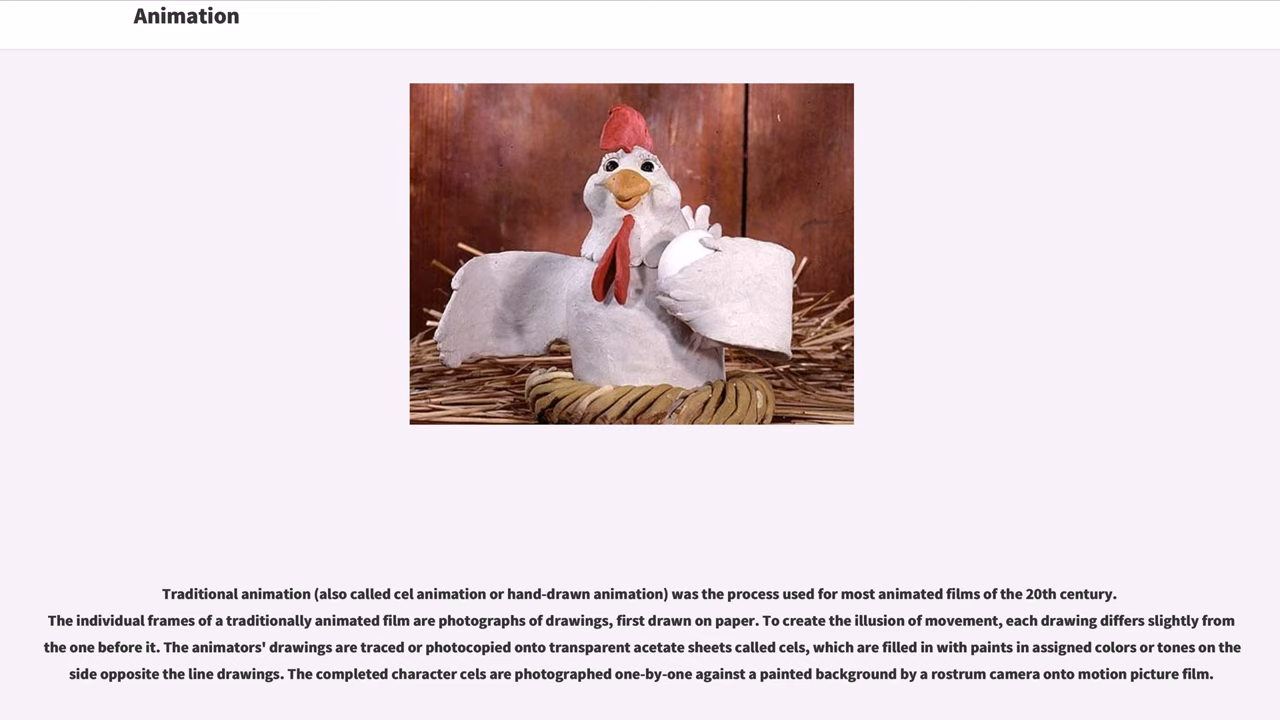 Animation
Traditional animation (also called cel animation or hand-drawn animation) was the process used for most animated films of the 20th century.
The individual frames of a traditionally animated film are photographs of drawings, first drawn on paper. To create the illusion of movement, each drawing differs slightly from
the one before it. The animators' drawings are traced or photocopied onto transparent acetate sheets called cels, which are filled in with paints in assigned colors or tones on the
side opposite the line drawings. The completed character cels are photographed one-by-one against a painted background by a rostrum camera onto motion picture film.